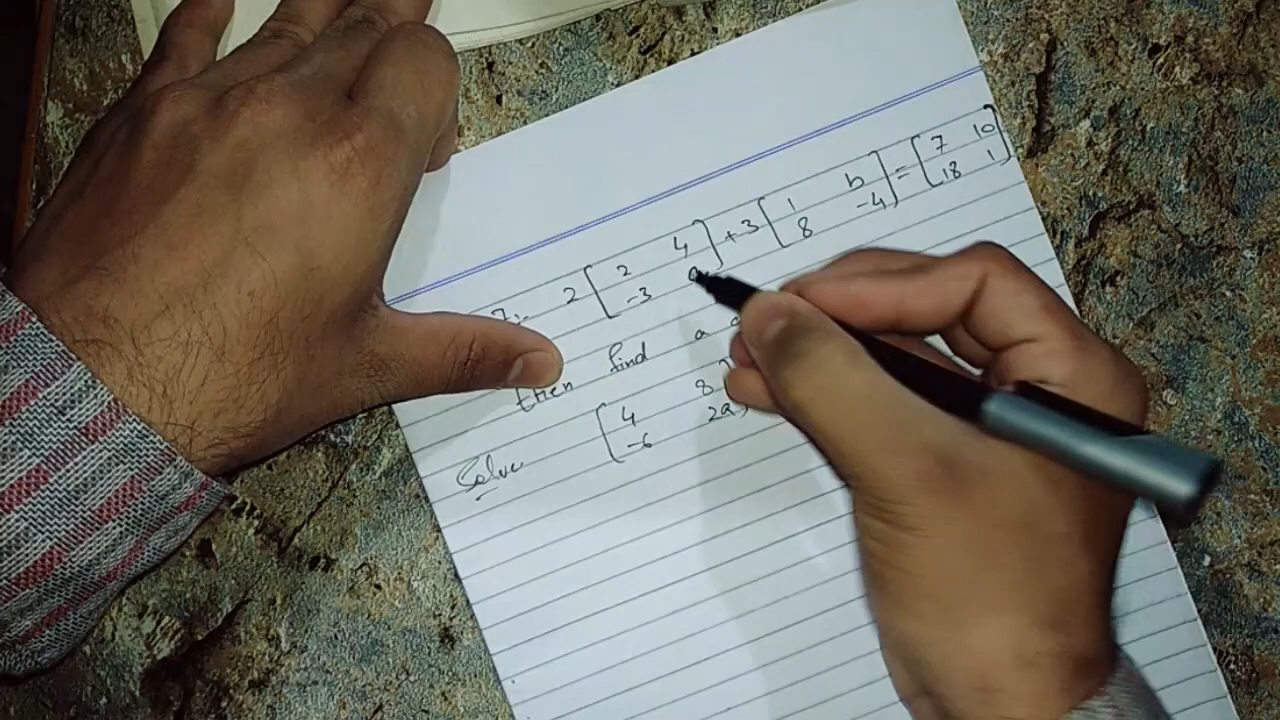 7:- 2 [ 2 4 ] + 3 [ 1 b ] = [ 7 10 ]
-3 a 8 -4 18 1
then find a
Solve [ 4 8 ]
-6 2a